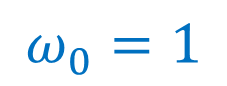 ω₀ = 1